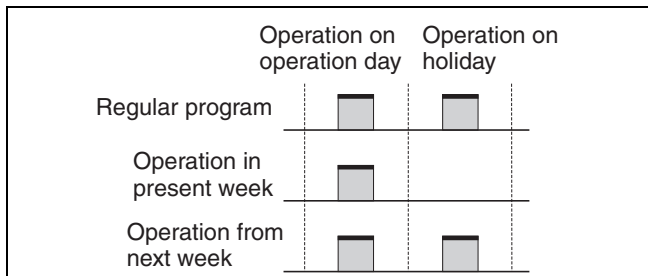 Operation on
operation day
Operation on
holiday
Regular program
Operation in
present week
Operation from
next week